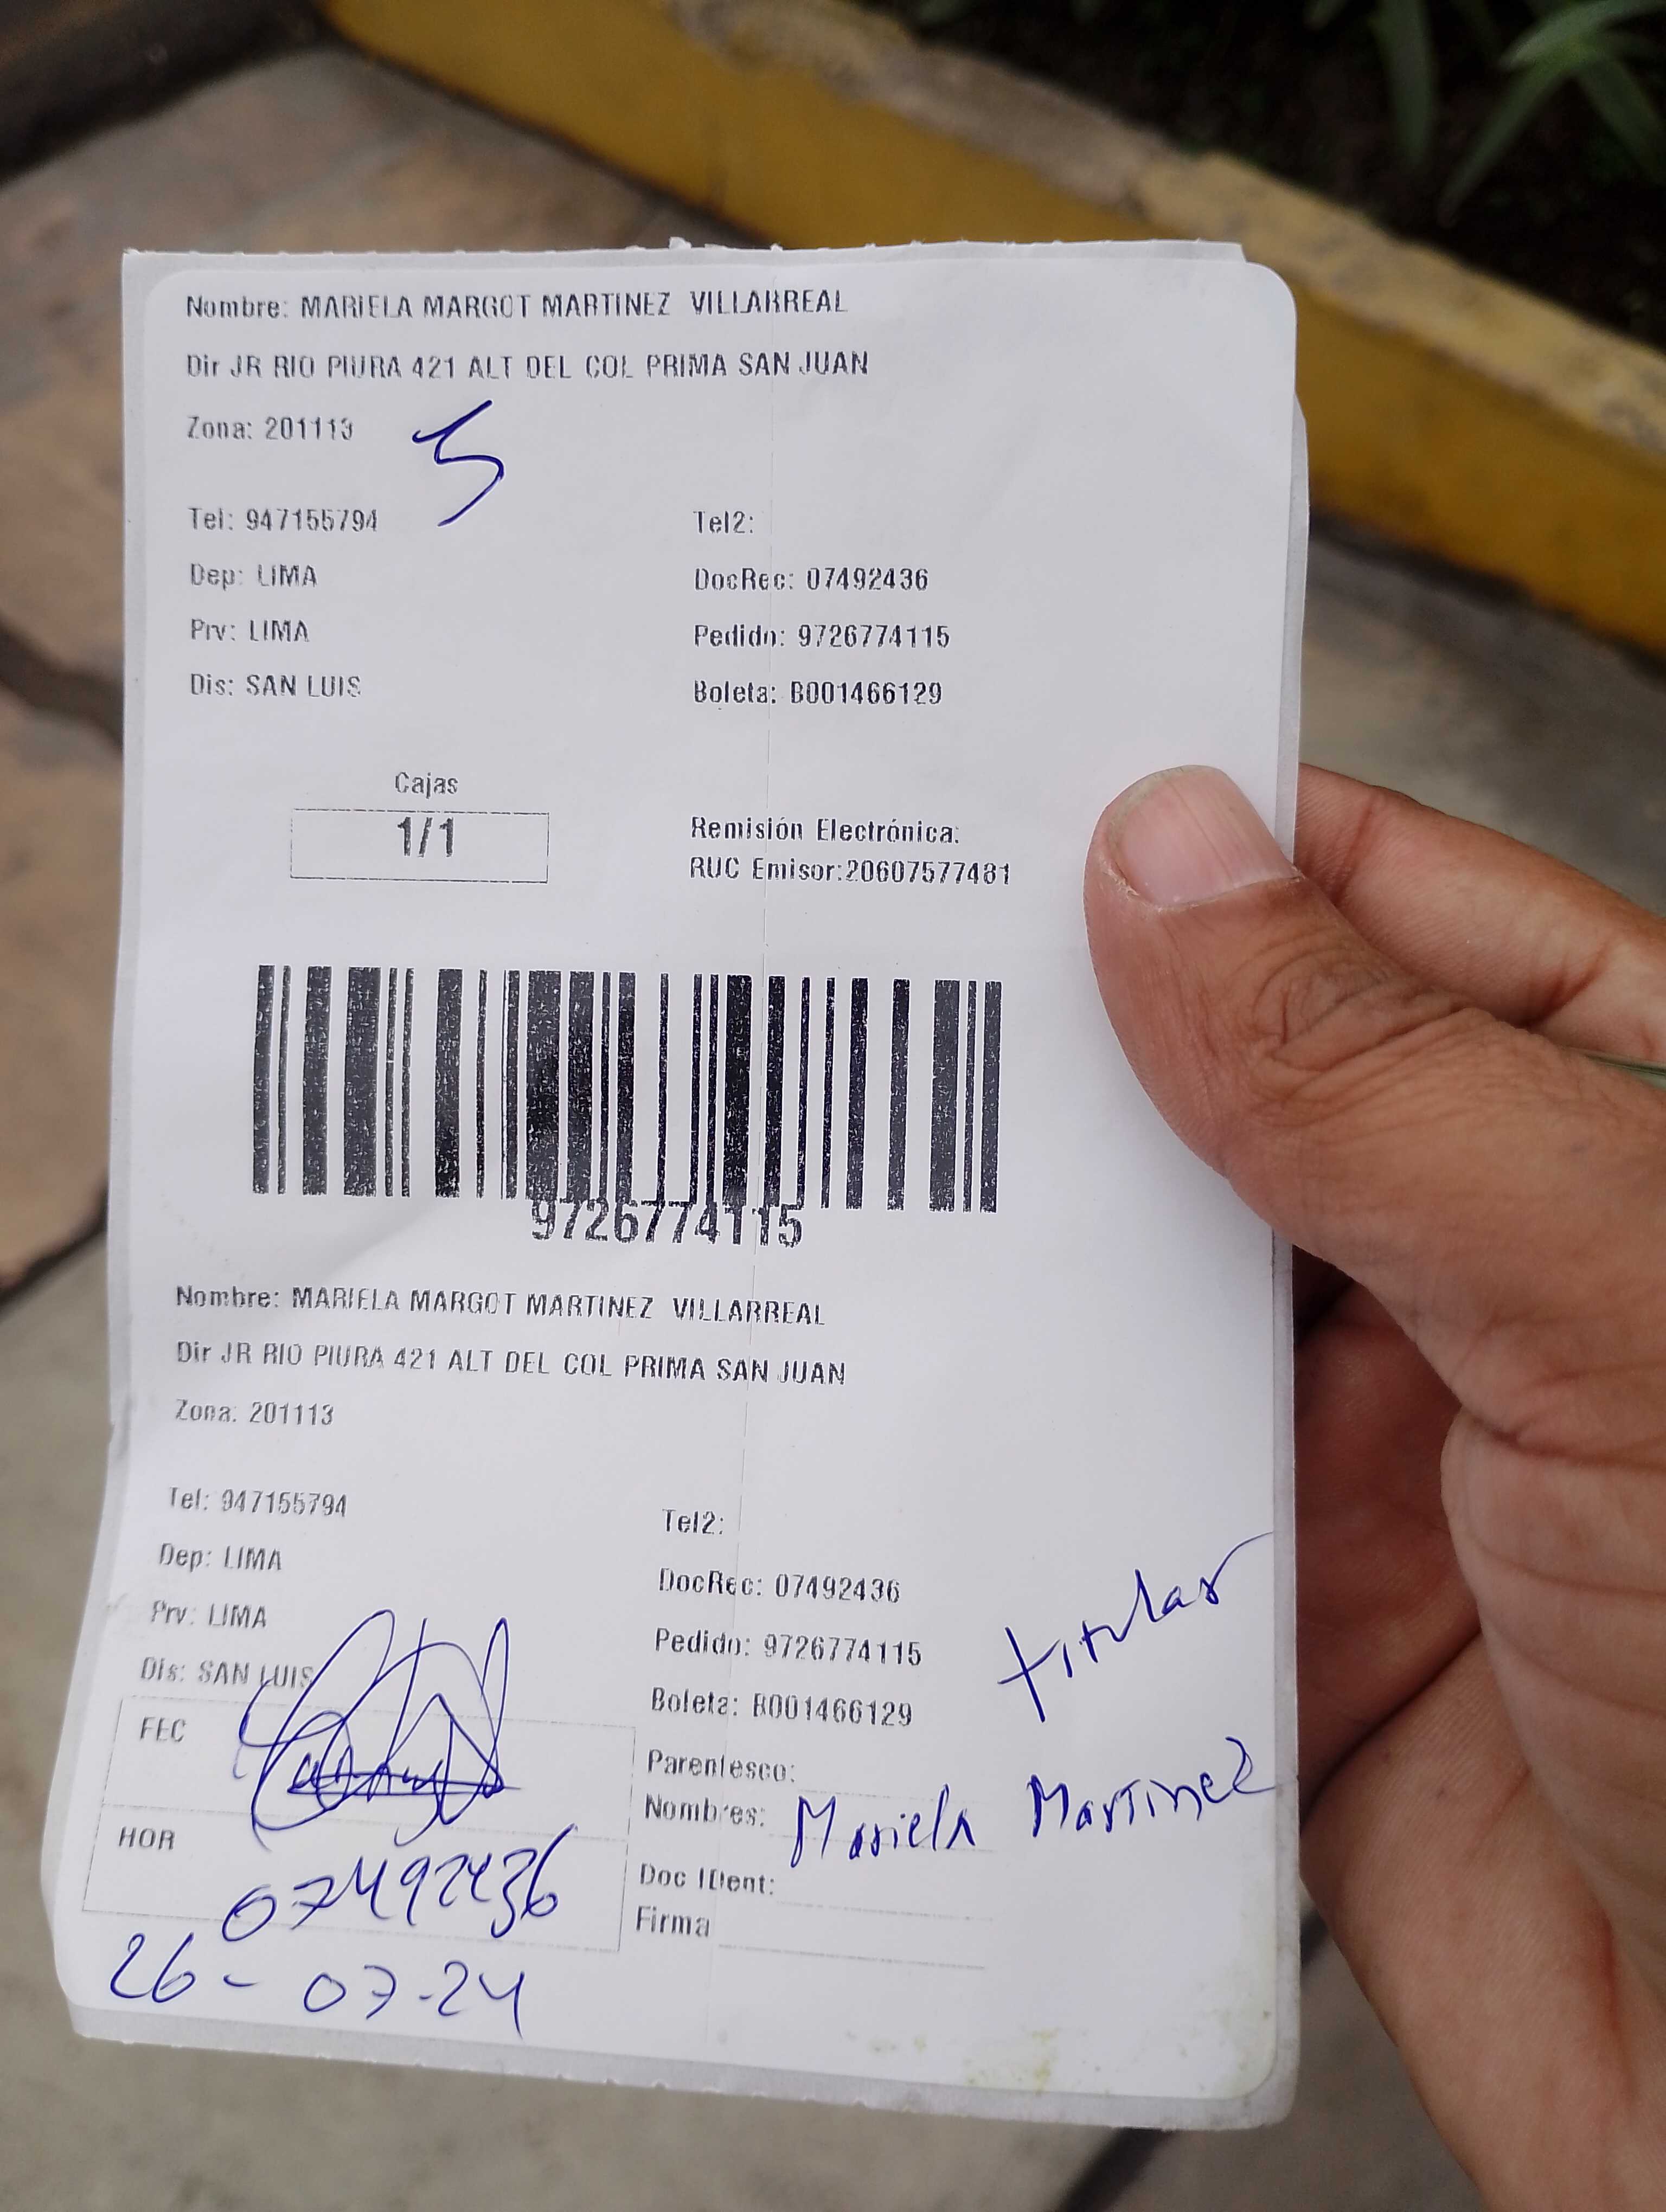 Nombre: MARIELA MARGOT MARTINEZ VILLARREAL
Dir JR RIO PIURA 421 ALT DEL COL PRIMA SAN JUAN
Zona: 201113
5
Tel: 947155794 Tel2:
Dep: LIMA DocRec: 07492436
Prv: LIMA Pedido: 9726774115
Dis: SAN LUIS Boleta: B001466129
Cajas
1/1
Remisión Electrónica:
RUC Emisor:20607577481
9726774115
Nombre: MARIELA MARGOT MARTINEZ VILLARREAL
Dir JR RIO PIURA 421 ALT DEL COL PRIMA SAN JUAN
Zona: 201113
Tel: 947155794 Tel2:
Dep: LIMA DocRec: 07492436
Prv: LIMA Pedido: 9726774115
titular
Dis: SAN LUIS Boleta: B001466129
FEC Parentesco:
Nombres: Mariela Martinez
HOR Doc IDent:
07492436 Firma
26-07-24